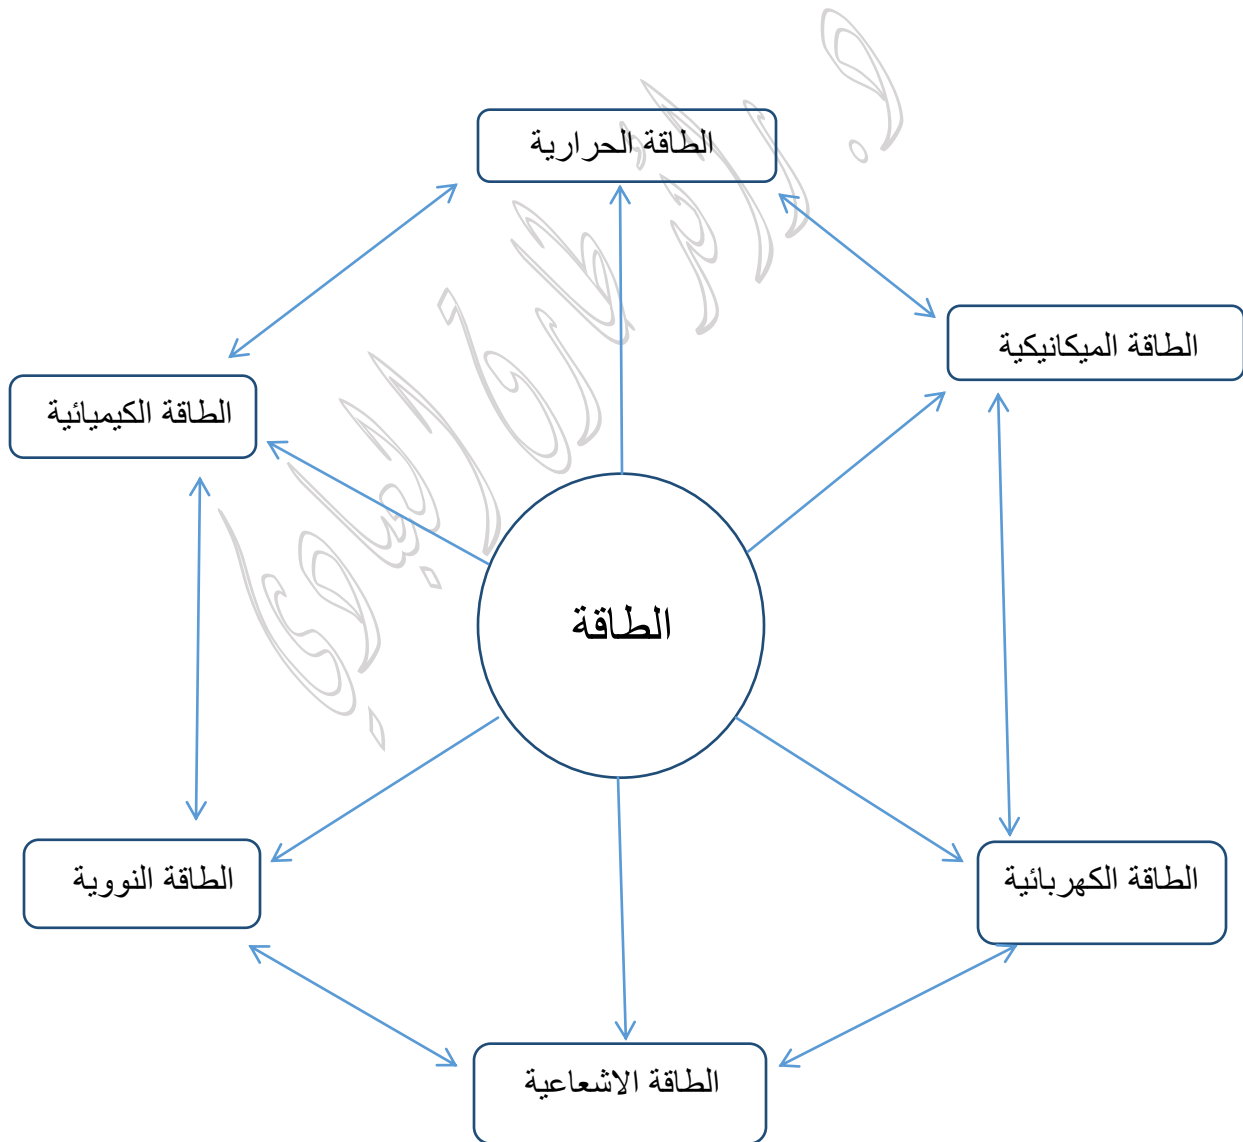 الطاقة الحرارية
الطاقة الميكانيكية
الطاقة الكيميائية
الطاقة
الطاقة النووية
الطاقة الكهربائية
الطاقة الاشعاعية